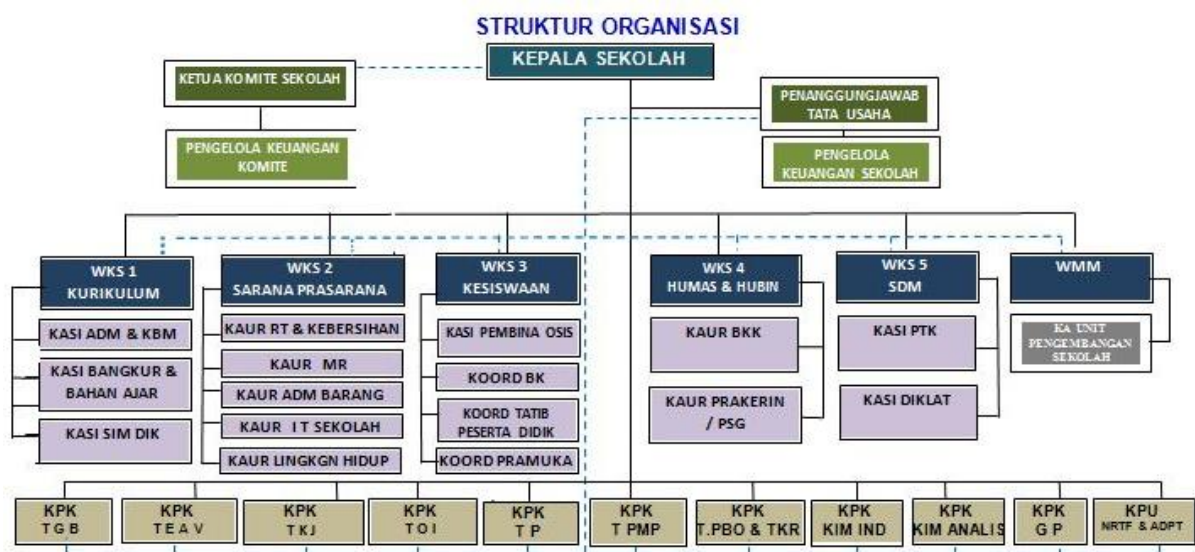 STRUKTUR ORGANISASI
KEPALA SEKOLAH
KETUA KOMITE SEKOLAH
PENGELOLA KEUANGAN
KOMITE
PENANGGUNGJAWAB
TATA USAHA
PENGELOLA
KEUANGAN SEKOLAH
WKS 1
KURIKULUM
KASI ADM & KBM
KASI BANGKUR &
BAHAN AJAR
KASI SIM DIK
WKS 2
SARANA PRASARANA
KAUR RT & KEBERSIHAN
KAUR MR
KAUR ADM BARANG
KAUR I T SEKOLAH
KAUR LINGKGN HIDUP
WKS 3
KESISWAAN
KASI PEMBINA OSIS
KOORD BK
KOORD TATIB
PESERTA DIDIK
KOORD PRAMUKA
WKS 4
HUMAS & HUBIN
KAUR BKK
KAUR PRAKERIN
/ PSG
WKS 5
SDM
KASI PTK
KASI DIKLAT
WMM
KA UNIT
PENGEMBANGAN
SEKOLAH
KPK
T G B
KPK
T E A V
KPK
TKJ
KPK
TOI
KPK
T P
KPK
T PMP
KPK
T.PBO & TKR
KPK
KIM IND
KPK
KIM ANALIS
KPK
G P
KPU
NRTF & ADPT